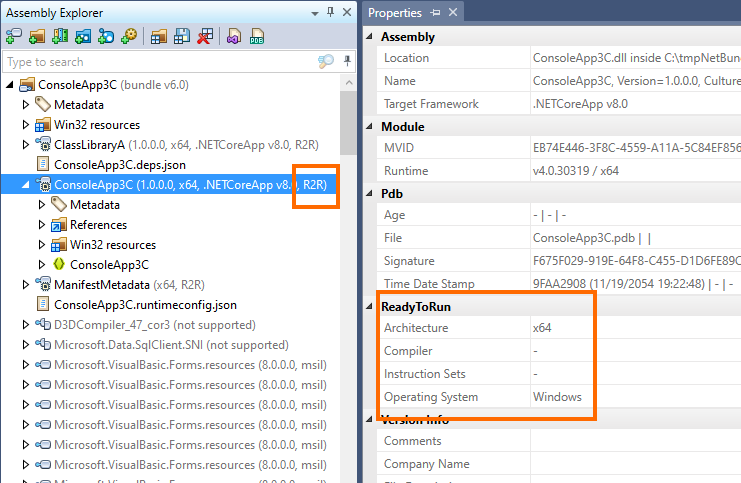 Assembly Explorer
Type to search
ConsoleApp3C (bundle v6.0)
Metadata
Win32 resources
ClassLibraryA (1.0.0.0, x64, .NETCoreApp v8.0, R2R)
ConsoleApp3C.deps.json
ConsoleApp3C (1.0.0.0, x64, .NETCoreApp v8.0, R2R)
Metadata
References
Win32 resources
ConsoleApp3C
ManifestMetadata (x64, R2R)
ConsoleApp3C.runtimeconfig.json
D3DCompiler_47_cor3 (not supported)
Microsoft.Data.SqlClient.SNI (not supported)
Microsoft.VisualBasic.Forms.resources (8.0.0.0, msil)
Microsoft.VisualBasic.Forms.resources (8.0.0.0, msil)
Microsoft.VisualBasic.Forms.resources (8.0.0.0, msil)
Microsoft.VisualBasic.Forms.resources (8.0.0.0, msil)
Microsoft.VisualBasic.Forms.resources (8.0.0.0, msil)
Microsoft.VisualBasic.Forms.resources (8.0.0.0, msil)
Microsoft.VisualBasic.Forms.resources (8.0.0.0, msil)
Properties
Assembly
Location ConsoleApp3C.dll inside C:\tmpNetBun
Name ConsoleApp3C, Version=1.0.0.0, Culture
Target Framework .NETCoreApp v8.0
Module
MVID EB74E446-3F8C-4559-A11A-5C84EF856
Runtime v4.0.30319 / x64
Pdb
Age - | - | -
File ConsoleApp3C.pdb | |
Signature F675F029-919E-64F8-C455-D1D6FE89C
Time Date Stamp 9FAA2908 (11/19/2054 19:22:48) | - | -
ReadyToRun
Architecture x64
Compiler -
Instruction Sets -
Operating System Windows
Version Info
Comments
Company Name